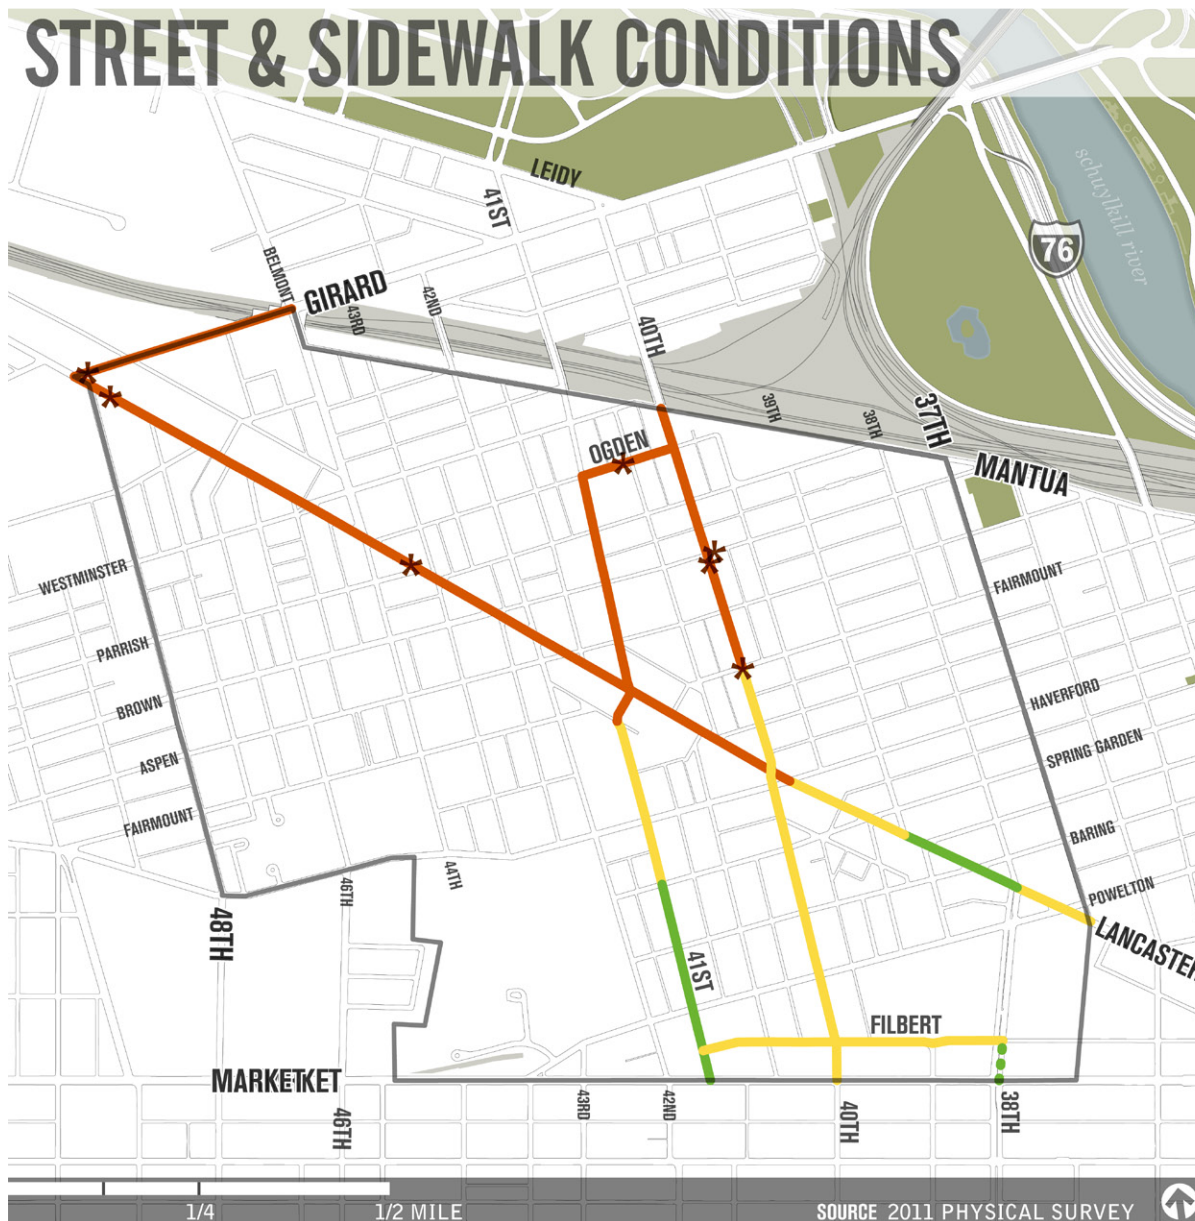 STREET & SIDEWALK CONDITIONS
LEIDY
41ST
schuylkill river
76
BELMONT
GIRARD
43RD
42ND
40TH
39TH
38TH
37TH
OGDEN
MANTUA
WESTMINSTER
FAIRMOUNT
PARRISH
BROWN
HAVERFORD
ASPEN
SPRING GARDEN
FAIRMOUNT
BARING
44TH
46TH
POWELTON
48TH
LANCASTER
41ST
FILBERT
MARKETKET
43RD
42ND
46TH
40TH
38TH
1/4
1/2 MILE
SOURCE 2011 PHYSICAL SURVEY